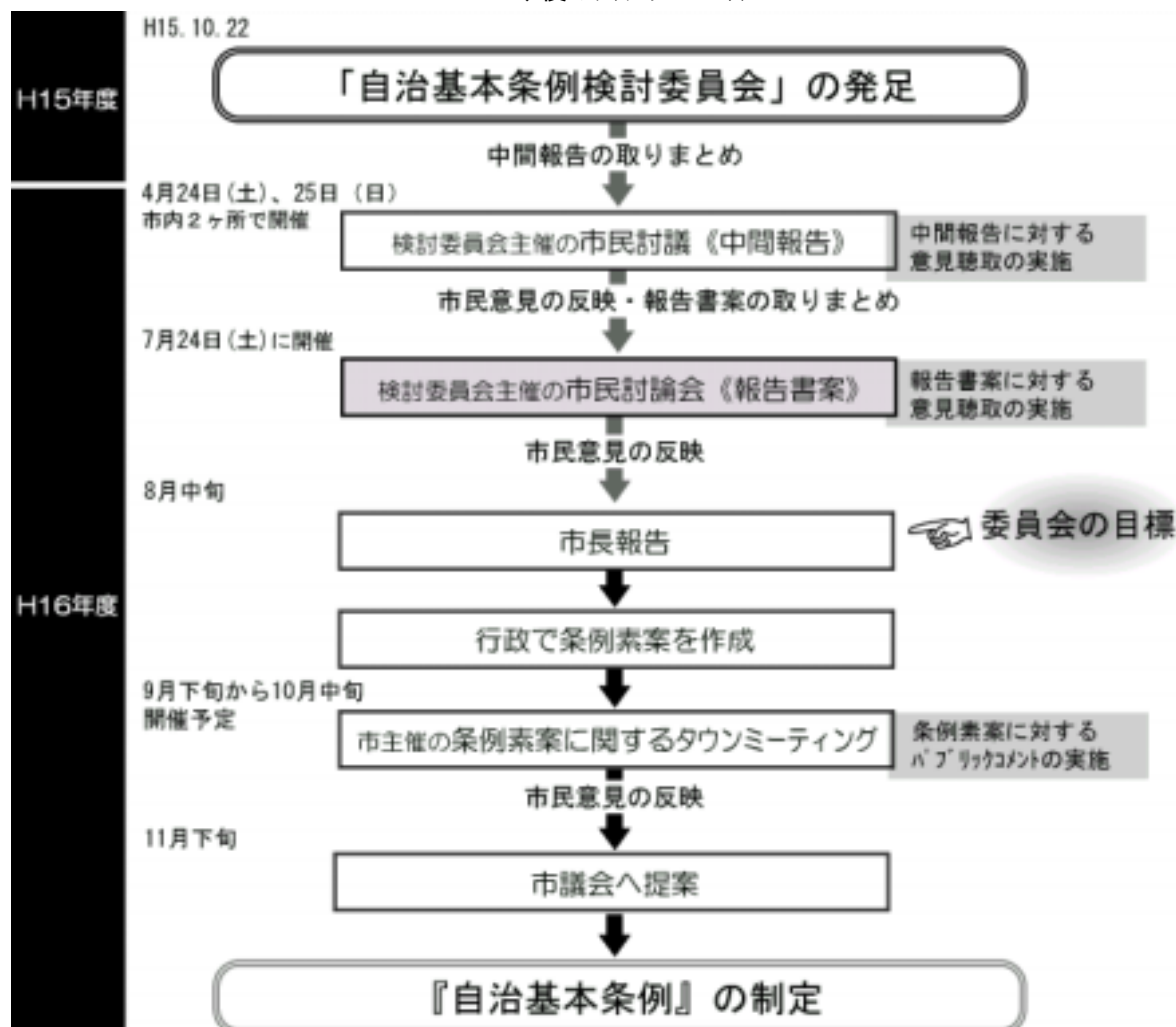 H15.10.22
H15年度
「自治基本条例検討委員会」の発足
中間報告の取りまとめ
4月24日(土)、25日(日)
市内2ヶ所で開催
検討委員会主催の市民討議《中間報告》
中間報告に対する
意見聴取の実施
市民意見の反映・報告書案の取りまとめ
7月24日(土)に開催
検討委員会主催の市民討論会《報告書案》
報告書案に対する
意見聴取の実施
市民意見の反映
8月中旬
市長報告
委員会の目標
H16年度
行政で条例素案を作成
9月下旬から10月中旬
開催予定
市主催の条例素案に関するタウンミーティング
条例素案に対する
パブリックコメントの実施
市民意見の反映
11月下旬
市議会へ提案
『自治基本条例』の制定